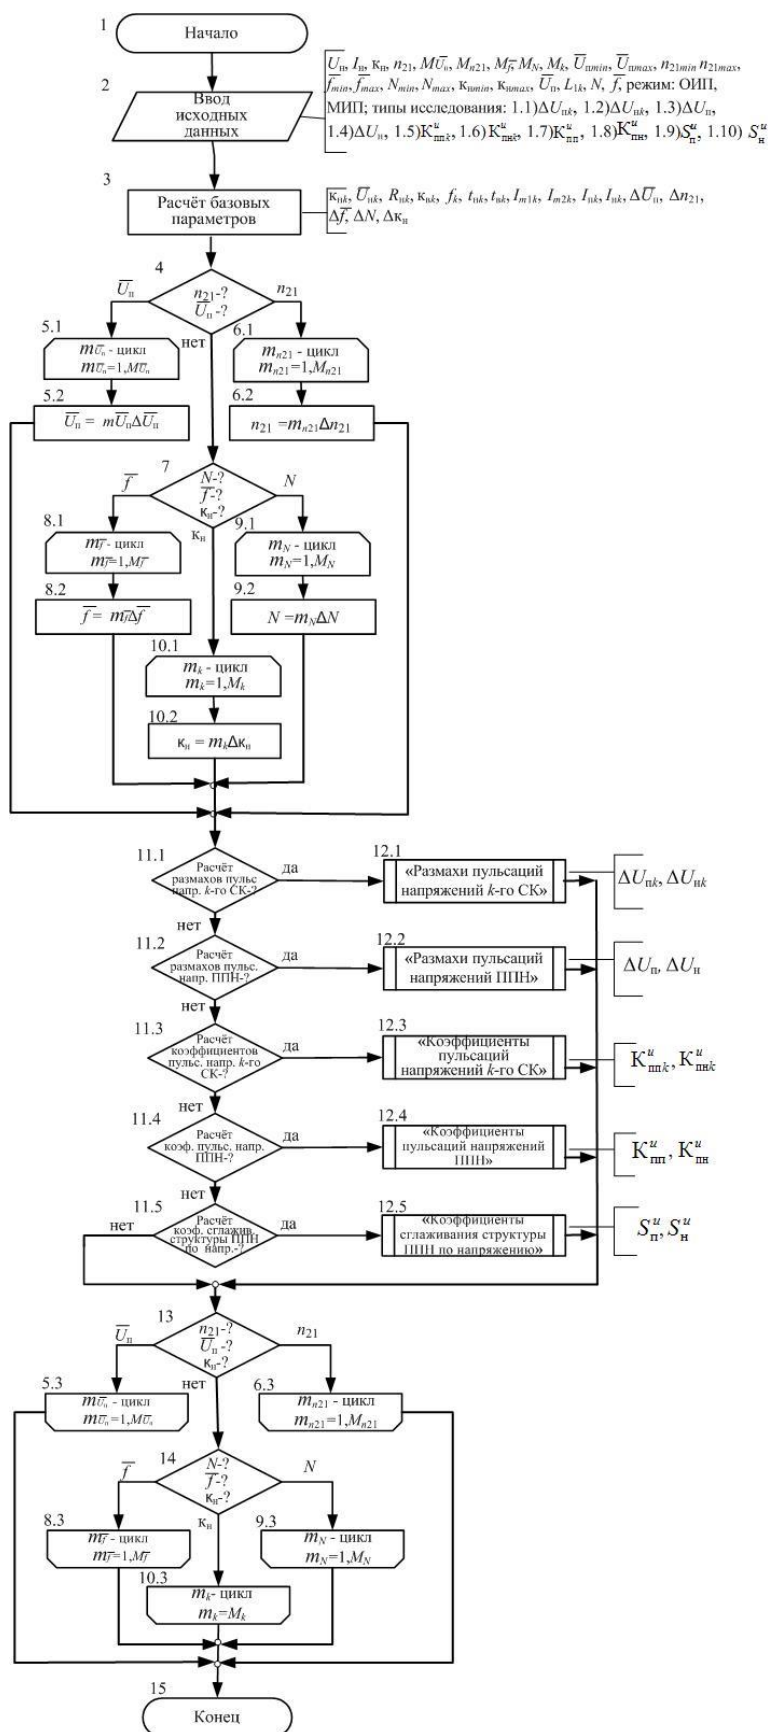 1
Начало
2
Ввод
исходных
данных
U̅н, Iн, кн, n21, MU̅п, Mn21, Mf̅, MN, Mk, U̅пmin, U̅пmax, n21min n21max,
f̅min, f̅max, Nmin, Nmax, кнmin, кнmax, U̅п, L1k, N, f̅, режим: ОИП,
МИП; типы исследования: 1.1)ΔUпk, 1.2)ΔUнk, 1.3)ΔUп,
1.4)ΔUн, 1.5)Kᵘппk, 1.6)Kᵘпнk, 1.7)Kᵘпп, 1.8)Kᵘпн, 1.9)Sᵘп, 1.10) Sᵘн
3
Расчёт базовых
параметров
кнk, U̅нk, Rнk, квk, fk, tнk, tвk, Im1k, Im2k, Iпk, Iнk, ΔU̅п, Δn21,
Δf̅, ΔN, Δкн
4
n21-?
U̅п-?
U̅п
n21
нет
5.1
mU̅п - цикл
mU̅п=1,MU̅п
6.1
mn21 - цикл
mn21=1,Mn21
5.2
U̅п = mU̅пΔU̅п
6.2
n21 =mn21Δn21
7
N-?
f̅-?
кн-?
f̅
N
кн
8.1
mf̅ - цикл
mf̅=1,Mf̅
9.1
mN - цикл
mN=1,MN
8.2
f̅ = mf̅Δf̅
9.2
N =mNΔN
10.1
mk - цикл
mk=1,Mk
10.2
кн = mkΔкн
11.1
Расчёт
размахов пульс
напр. k-го СК-?
да
нет
12.1
«Размахи пульсаций
напряжений k-го СК»
ΔUпk, ΔUнk
11.2
Расчёт
размахов пульс.
напр. ППН-?
да
нет
12.2
«Размахи пульсаций
напряжений ППН»
ΔUп, ΔUн
11.3
Расчёт
коэффициентов
пульс. напр. k-го
СК-?
да
нет
12.3
«Коэффициенты
пульсаций
напряжений k-го СК»
Kᵘппk, Kᵘпнk
11.4
Расчёт
коэф. пульс. напр.
ППН-?
да
нет
12.4
«Коэффициенты
пульсаций напряжений
ППН»
Kᵘпп, Kᵘпн
11.5
Расчёт
коэф. сглажив.
структуры ППН
по напр.-?
нет
да
12.5
«Коэффициенты
сглаживания структуры
ППН по напряжению»
Sᵘп, Sᵘн
13
n21-?
U̅п-?
кн-?
U̅п
n21
нет
5.3
mU̅п - цикл
mU̅п=1,MU̅п
6.3
mn21 - цикл
mn21=1,Mn21
14
N-?
f̅-?
кн-?
f̅
N
кн
8.3
mf̅ - цикл
mf̅=1,Mf̅
9.3
mN - цикл
mN=1,MN
10.3
mk- цикл
mk=Mk
15
Конец